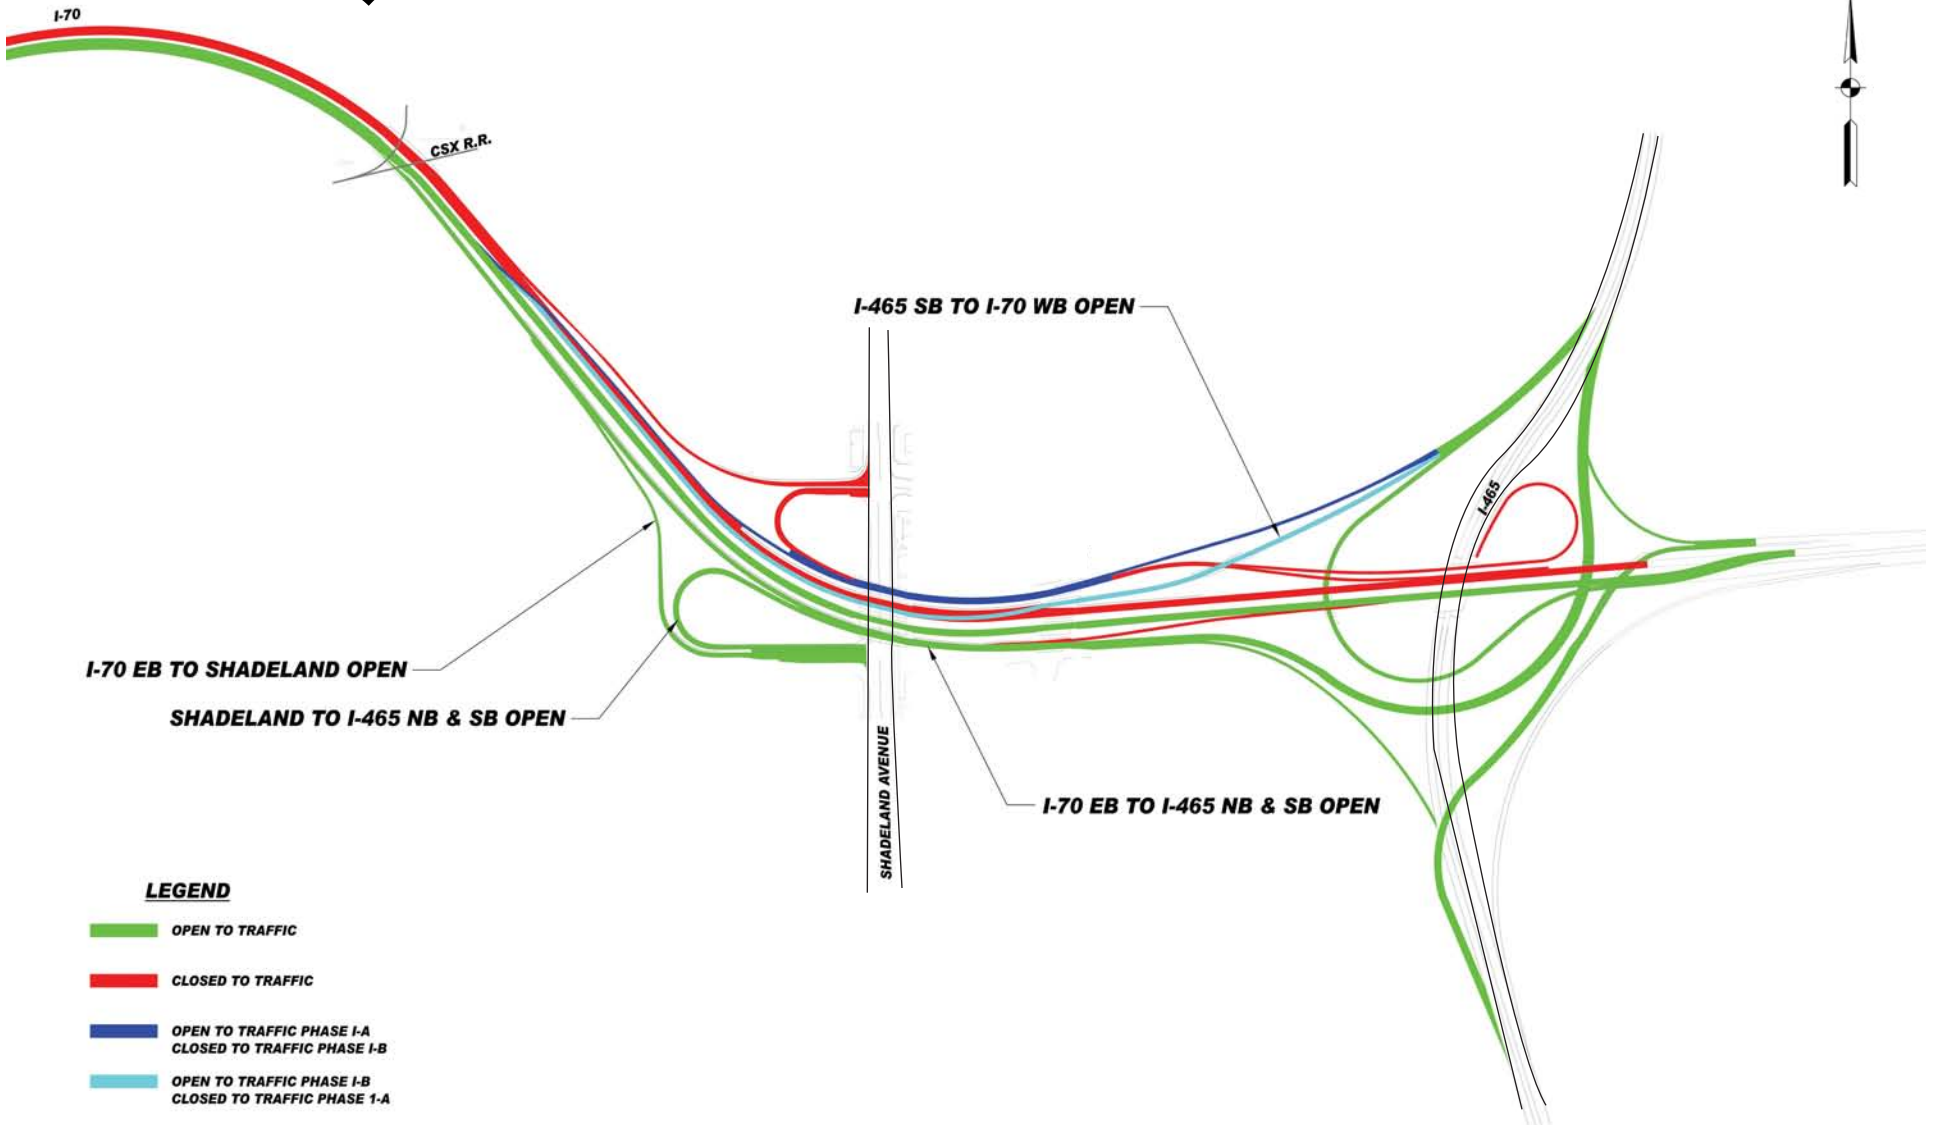 I-70
CSX R.R.
I-465 SB TO I-70 WB OPEN
I-465
I-70 EB TO SHADELAND OPEN
SHADELAND TO I-465 NB & SB OPEN
SHADELAND AVENUE
I-70 EB TO I-465 NB & SB OPEN
LEGEND
OPEN TO TRAFFIC
CLOSED TO TRAFFIC
OPEN TO TRAFFIC PHASE I-A
CLOSED TO TRAFFIC PHASE I-B
OPEN TO TRAFFIC PHASE I-B
CLOSED TO TRAFFIC PHASE 1-A